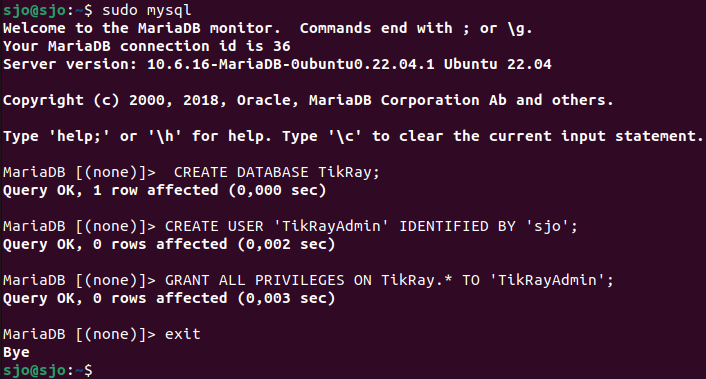 sjo@sjo:~$ sudo mysql
Welcome to the MariaDB monitor.  Commands end with ; or \g.
Your MariaDB connection id is 36
Server version: 10.6.16-MariaDB-0ubuntu0.22.04.1 Ubuntu 22.04
Copyright (c) 2000, 2018, Oracle, MariaDB Corporation Ab and others.
Type 'help;' or '\h' for help. Type '\c' to clear the current input statement.
MariaDB [(none)]>  CREATE DATABASE TikRay;
Query OK, 1 row affected (0,000 sec)
MariaDB [(none)]> CREATE USER 'TikRayAdmin' IDENTIFIED BY 'sjo';
Query OK, 0 rows affected (0,002 sec)
MariaDB [(none)]> GRANT ALL PRIVILEGES ON TikRay.* TO 'TikRayAdmin';
Query OK, 0 rows affected (0,003 sec)
MariaDB [(none)]> exit
Bye
sjo@sjo:~$